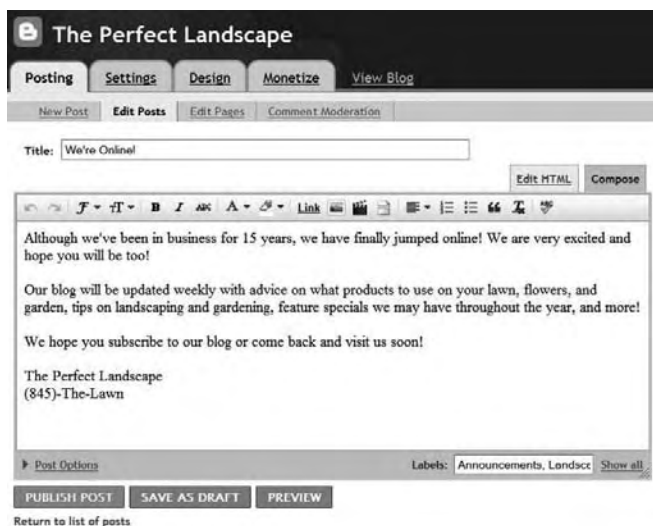 The Perfect Landscape
Posting Settings Design Monetize View Blog
New Post Edit Posts Edit Pages Comment Moderation
Title: We're Online!
Edit HTML Compose
B I ABC A Link
Although we've been in business for 15 years, we have finally jumped online! We are very excited and
hope you will be too!
Our blog will be updated weekly with advice on what products to use on your lawn, flowers, and
garden, tips on landscaping and gardening, feature specials we may have throughout the year, and more!
We hope you subscribe to our blog or come back and visit us soon!
The Perfect Landscape
(845)-The-Lawn
Post Options Labels: Announcements, Landscc Show all
PUBLISH POST SAVE AS DRAFT PREVIEW
Return to list of posts